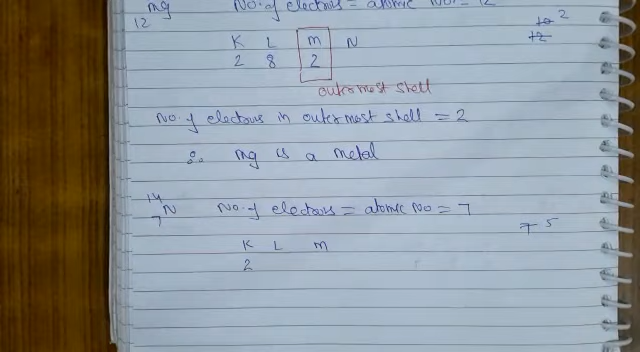 mg No. of electrons = atomic No. = 12
12
K L m N
2 8 2
outermost shell
10 2
12
No. of electrons in outermost shell = 2
∴ mg is a metal
14
N No. of electrons = atomic No = 7
7
7 5
K L m
2